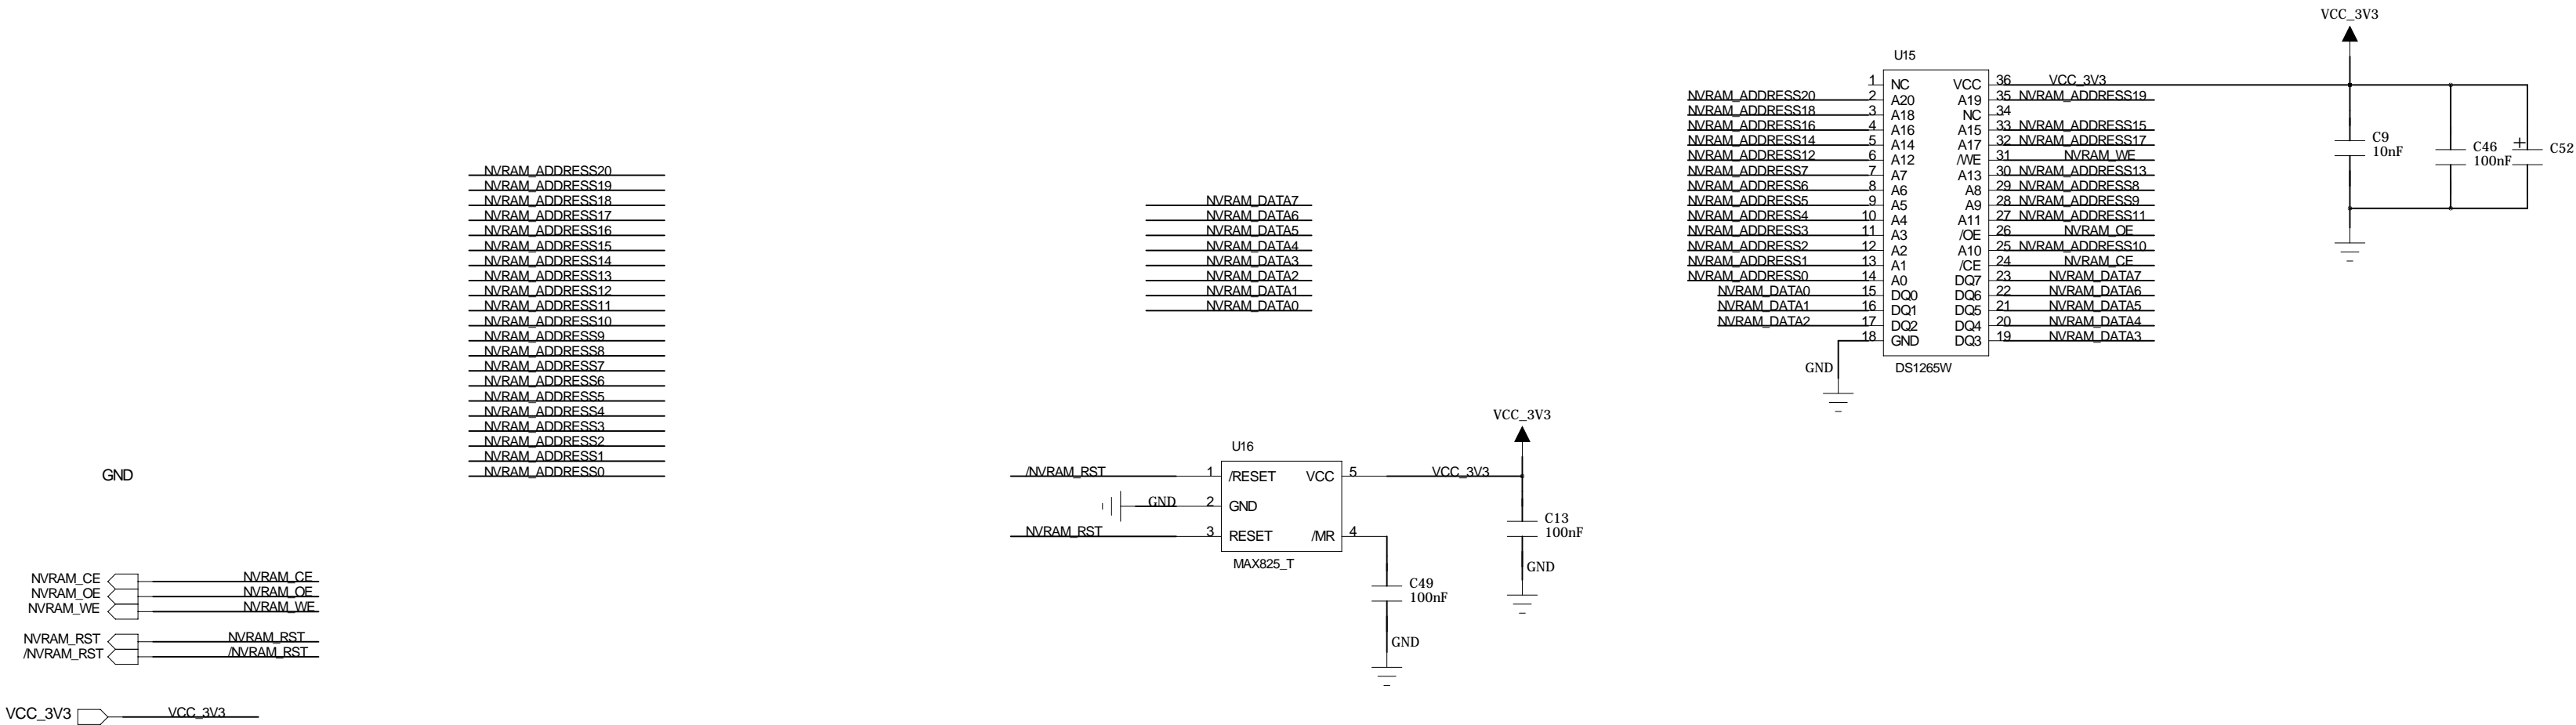 VCC_3V3
U15
1 NC VCC 36 VCC_3V3
NVRAM_ADDRESS20 2 A20 A19 35 NVRAM_ADDRESS19
NVRAM_ADDRESS18 3 A18 NC 34
NVRAM_ADDRESS16 4 A16 A15 33 NVRAM_ADDRESS15
NVRAM_ADDRESS14 5 A14 A17 32 NVRAM_ADDRESS17
NVRAM_ADDRESS12 6 A12 /WE 31 NVRAM_WE
NVRAM_ADDRESS7 7 A7 A13 30 NVRAM_ADDRESS13
NVRAM_ADDRESS6 8 A6 A8 29 NVRAM_ADDRESS8
NVRAM_ADDRESS5 9 A5 A9 28 NVRAM_ADDRESS9
NVRAM_ADDRESS4 10 A4 A11 27 NVRAM_ADDRESS11
NVRAM_ADDRESS3 11 A3 /OE 26 NVRAM_OE
NVRAM_ADDRESS2 12 A2 A10 25 NVRAM_ADDRESS10
NVRAM_ADDRESS1 13 A1 /CE 24 NVRAM_CE
NVRAM_ADDRESS0 14 A0 DQ7 23 NVRAM_DATA7
NVRAM_DATA0 15 DQ0 DQ6 22 NVRAM_DATA6
NVRAM_DATA1 16 DQ1 DQ5 21 NVRAM_DATA5
NVRAM_DATA2 17 DQ2 DQ4 20 NVRAM_DATA4
18 GND DQ3 19 NVRAM_DATA3
GND
DS1265W
C9
10nF
C46
100nF
+
C52
NVRAM_ADDRESS20
NVRAM_ADDRESS19
NVRAM_ADDRESS18
NVRAM_ADDRESS17
NVRAM_ADDRESS16
NVRAM_ADDRESS15
NVRAM_ADDRESS14
NVRAM_ADDRESS13
NVRAM_ADDRESS12
NVRAM_ADDRESS11
NVRAM_ADDRESS10
NVRAM_ADDRESS9
NVRAM_ADDRESS8
NVRAM_ADDRESS7
NVRAM_ADDRESS6
NVRAM_ADDRESS5
NVRAM_ADDRESS4
NVRAM_ADDRESS3
NVRAM_ADDRESS2
NVRAM_ADDRESS1
NVRAM_ADDRESS0
NVRAM_DATA7
NVRAM_DATA6
NVRAM_DATA5
NVRAM_DATA4
NVRAM_DATA3
NVRAM_DATA2
NVRAM_DATA1
NVRAM_DATA0
GND
VCC_3V3
U16
/NVRAM_RST 1 /RESET VCC 5 VCC_3V3
GND 2 GND
NVRAM_RST 3 RESET /MR 4
MAX825_T
C13
100nF
GND
C49
100nF
GND
NVRAM_CE NVRAM_CE
NVRAM_OE NVRAM_OE
NVRAM_WE NVRAM_WE
NVRAM_RST NVRAM_RST
/NVRAM_RST /NVRAM_RST
VCC_3V3 VCC_3V3